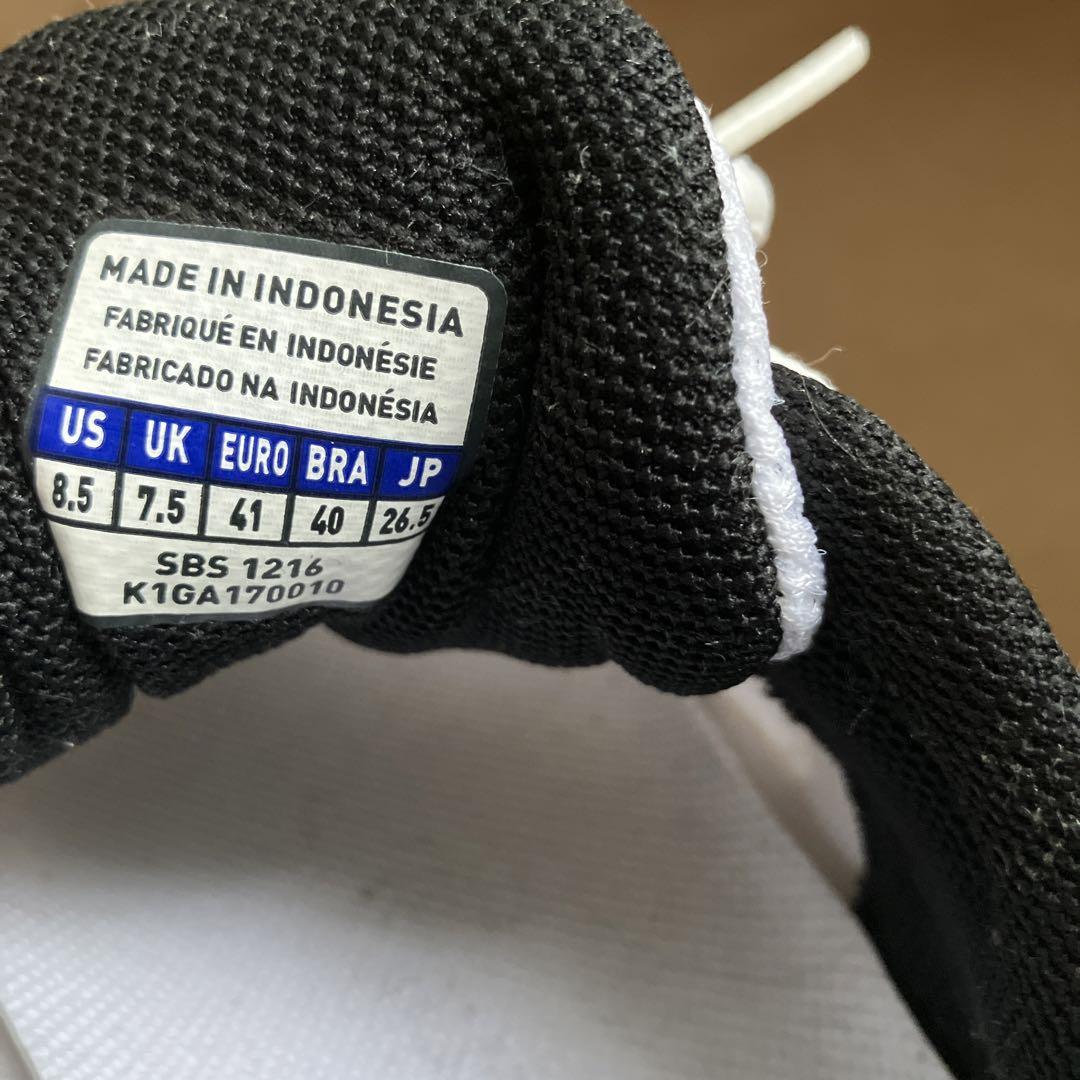 MADE IN INDONESIA
FABRIQUÉ EN INDONÉSIE
FABRICADO NA INDONÉSIA
US UK EURO BRA JP
8.5 7.5 41 40 26.5
SBS 1216
K1GA170010